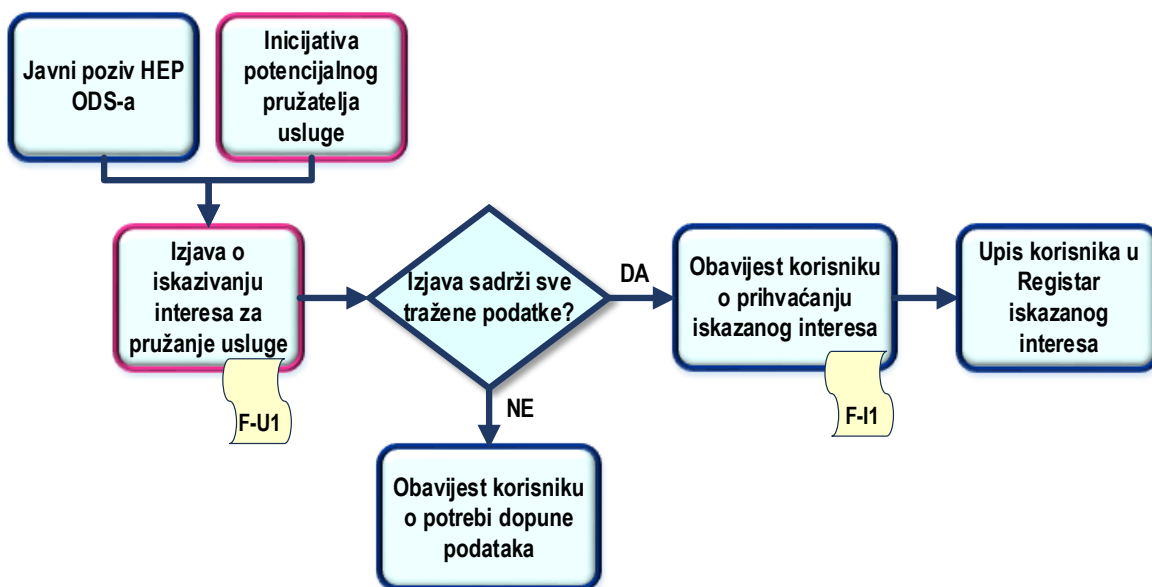 Javni poziv HEP
ODS-a
Inicijativa
potencijalnog
pružatelja
usluge
Izjava o
iskazivanju
interesa za
pružanje usluge
F-U1
Izjava sadrži sve
tražene podatke?
DA
NE
Obavijest korisniku
o prihvaćanju
iskazanog interesa
F-I1
Upis korisnika u
Registar
iskazanog
interesa
Obavijest korisniku
o potrebi dopune
podataka